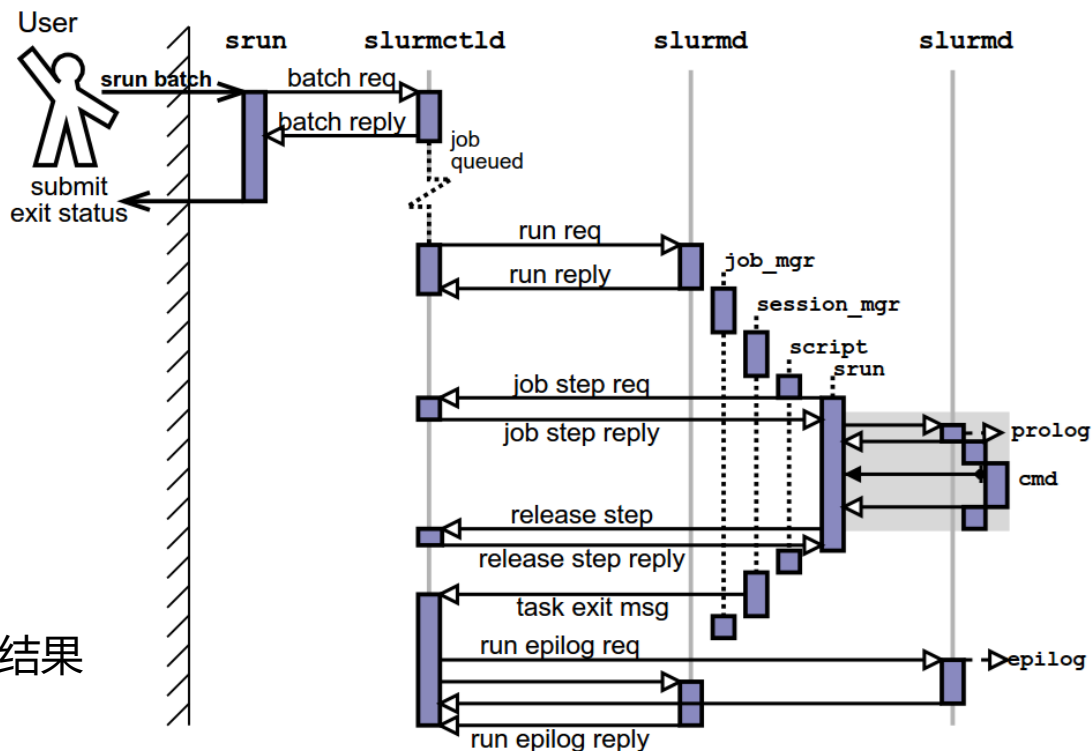 User
srun
slurmctld
slurmd
slurmd
srun batch
batch req
batch reply
job
queued
submit
exit status
run req
run reply
job_mgr
session_mgr
script
srun
job step req
job step reply
prolog
cmd
release step
release step reply
task exit msg
结果
run epilog req
epilog
run epilog reply